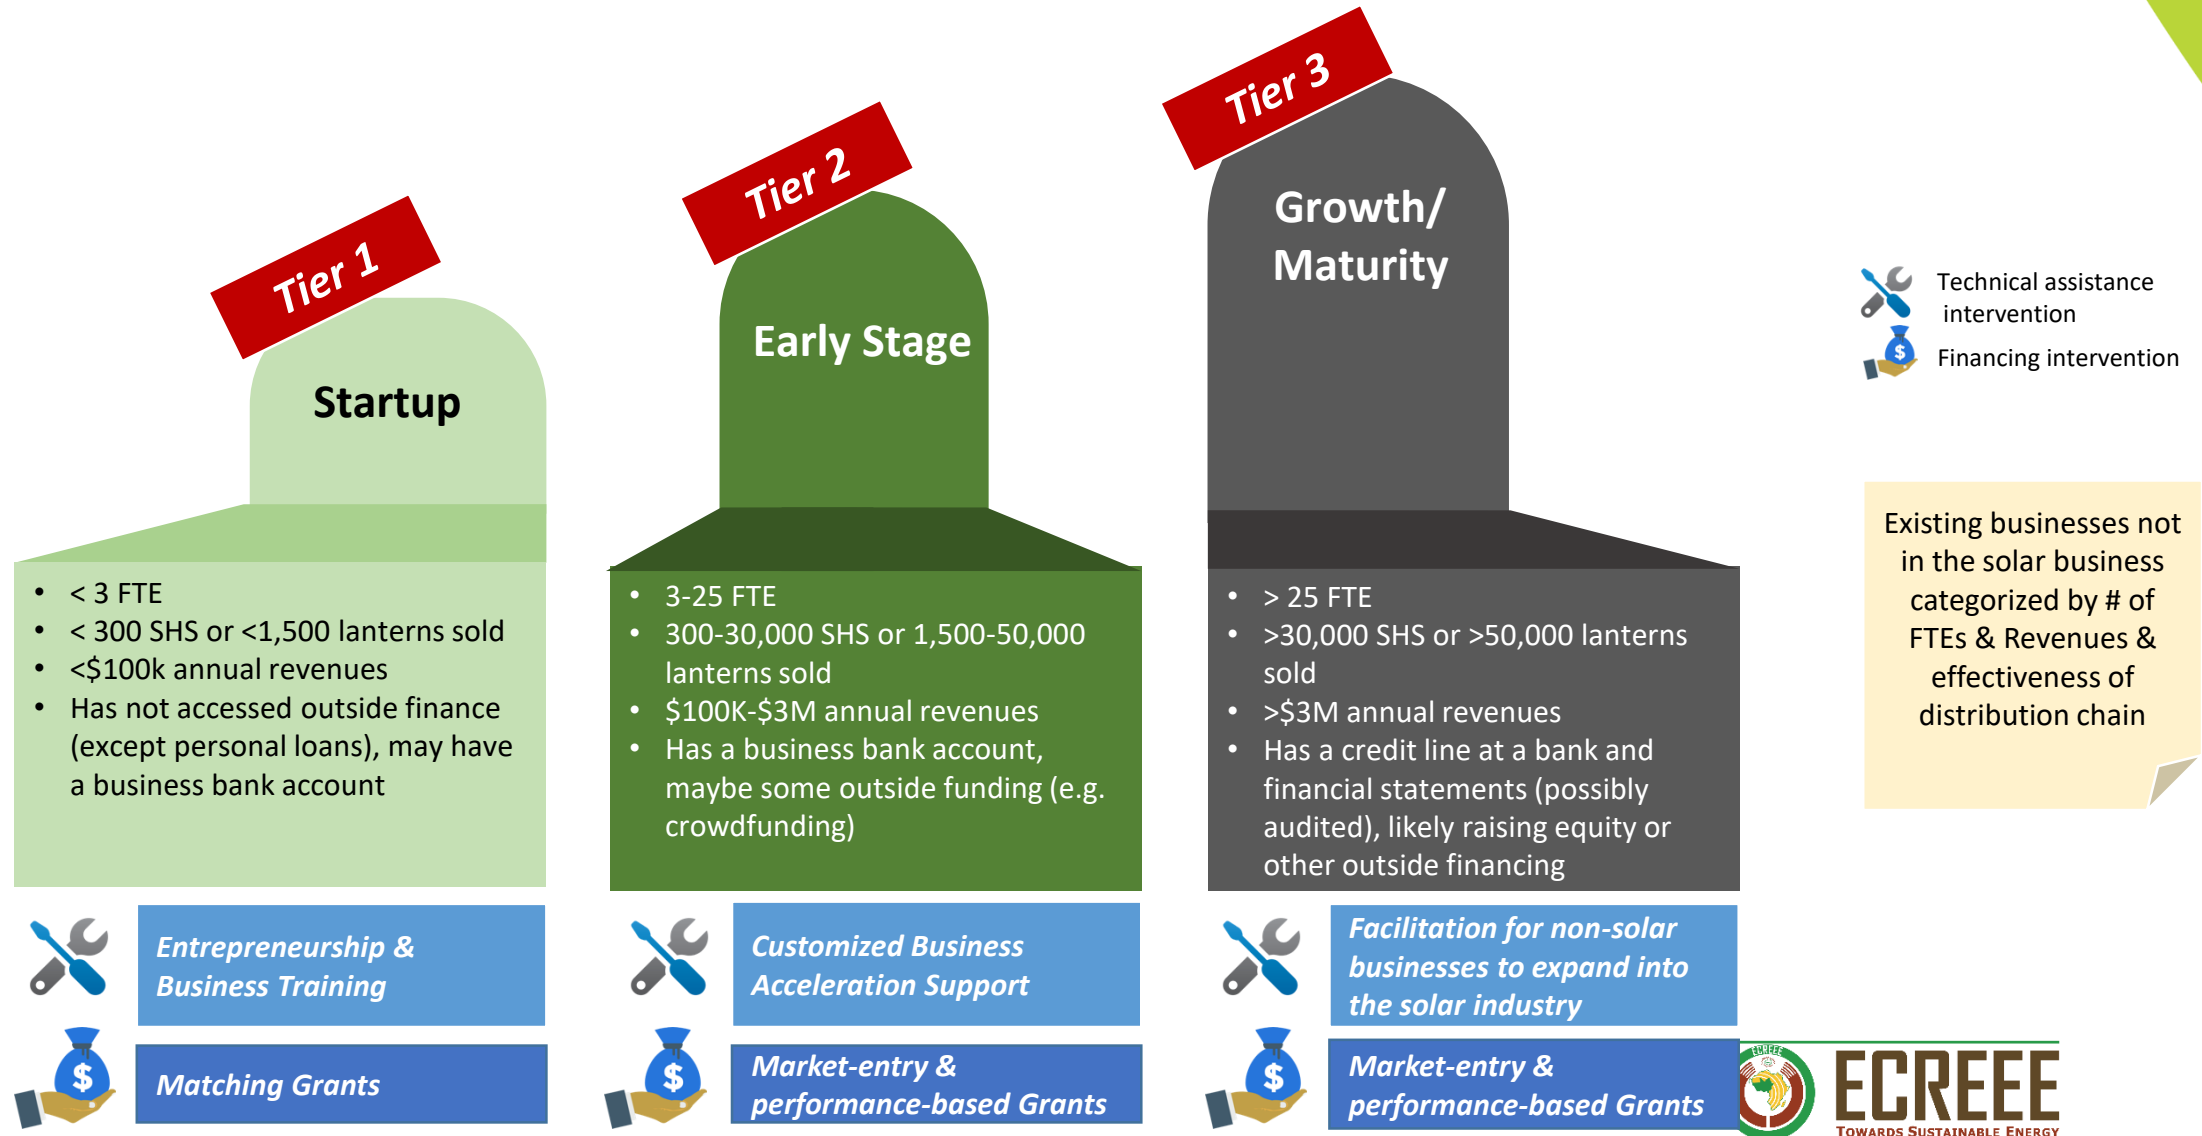 Tier 1
Startup
• < 3 FTE
• < 300 SHS or <1,500 lanterns sold
• <$100k annual revenues
• Has not accessed outside finance
(except personal loans), may have
a business bank account
Entrepreneurship &
Business Training
$
Matching Grants
Tier 2
Early Stage
• 3-25 FTE
• 300-30,000 SHS or 1,500-50,000
lanterns sold
• $100K-$3M annual revenues
• Has a business bank account,
maybe some outside funding (e.g.
crowdfunding)
Customized Business
Acceleration Support
$
Market-entry &
performance-based Grants
Tier 3
Growth/
Maturity
• > 25 FTE
• >30,000 SHS or >50,000 lanterns
sold
• >$3M annual revenues
• Has a credit line at a bank and
financial statements (possibly
audited), likely raising equity or
other outside financing
Facilitation for non-solar
businesses to expand into
the solar industry
$
Market-entry &
performance-based Grants
Technical assistance
intervention
$
Financing intervention
Existing businesses not
in the solar business
categorized by # of
FTEs & Revenues &
effectiveness of
distribution chain
ECREEE
ECREEE
TOWARDS SUSTAINABLE ENERGY